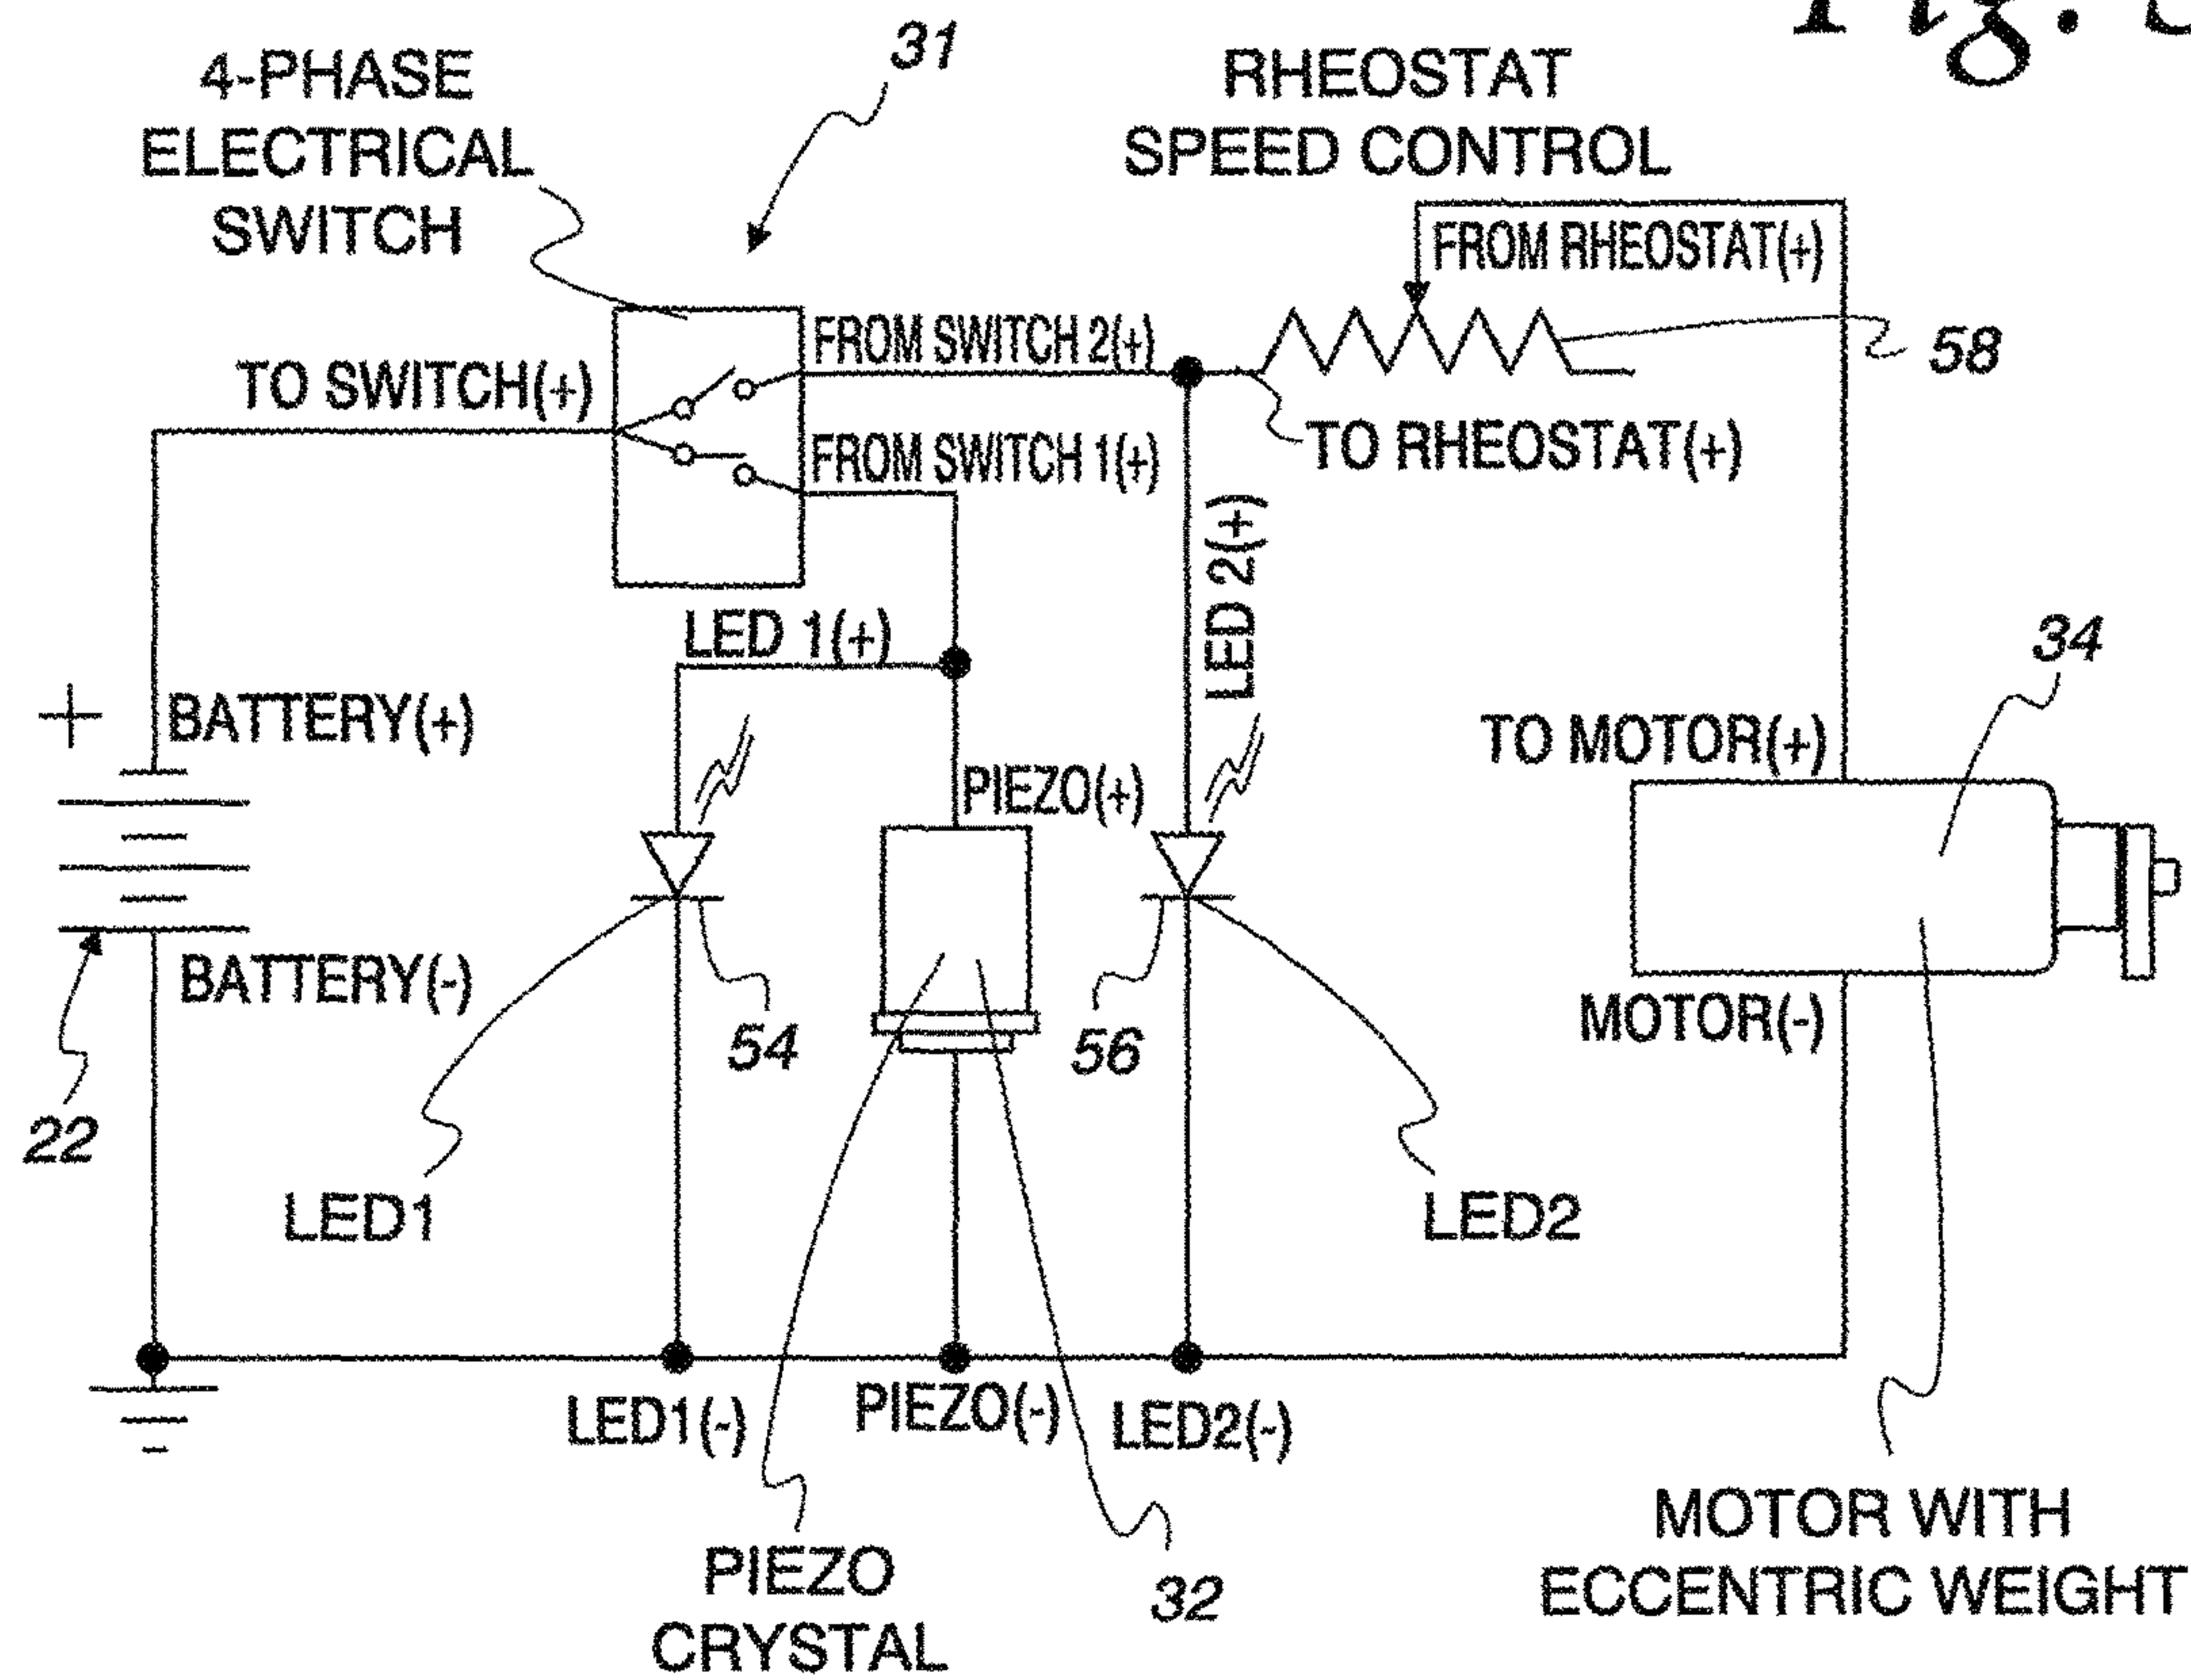 Fig.
31
4-PHASE
ELECTRICAL
SWITCH
RHEOSTAT
SPEED CONTROL
FROM RHEOSTAT(+)
FROM SWITCH 2(+)
58
TO SWITCH(+)
TO RHEOSTAT(+)
FROM SWITCH 1(+)
LED 2(+)
LED 1(+)
34
+
BATTERY(+)
TO MOTOR(+)
PIEZO(+)
BATTERY(-)
MOTOR(-)
54
56
22
LED1
LED2
LED1(-)
PIEZO(-)
LED2(-)
MOTOR WITH
ECCENTRIC WEIGHT
PIEZO
CRYSTAL
32